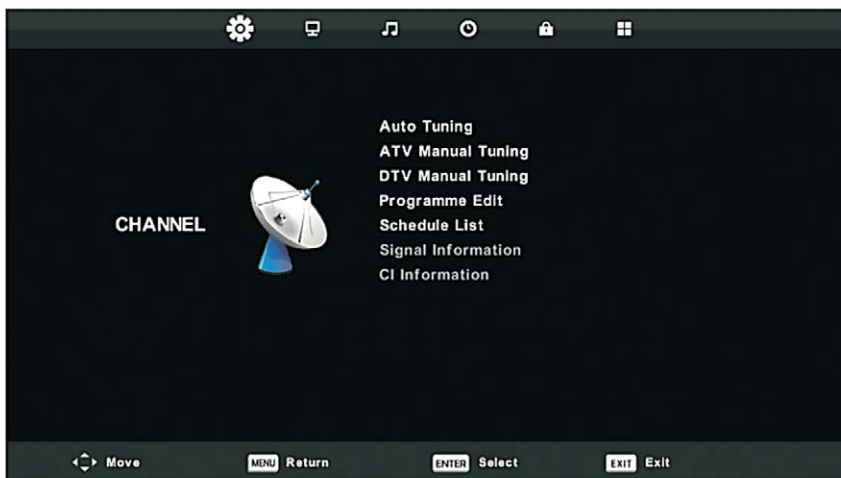 Auto Tuning
ATV Manual Tuning
DTV Manual Tuning
Programme Edit
CHANNEL
Schedule List
Signal Information
CI Information
Move
MENU Return
ENTER Select
EXIT Exit